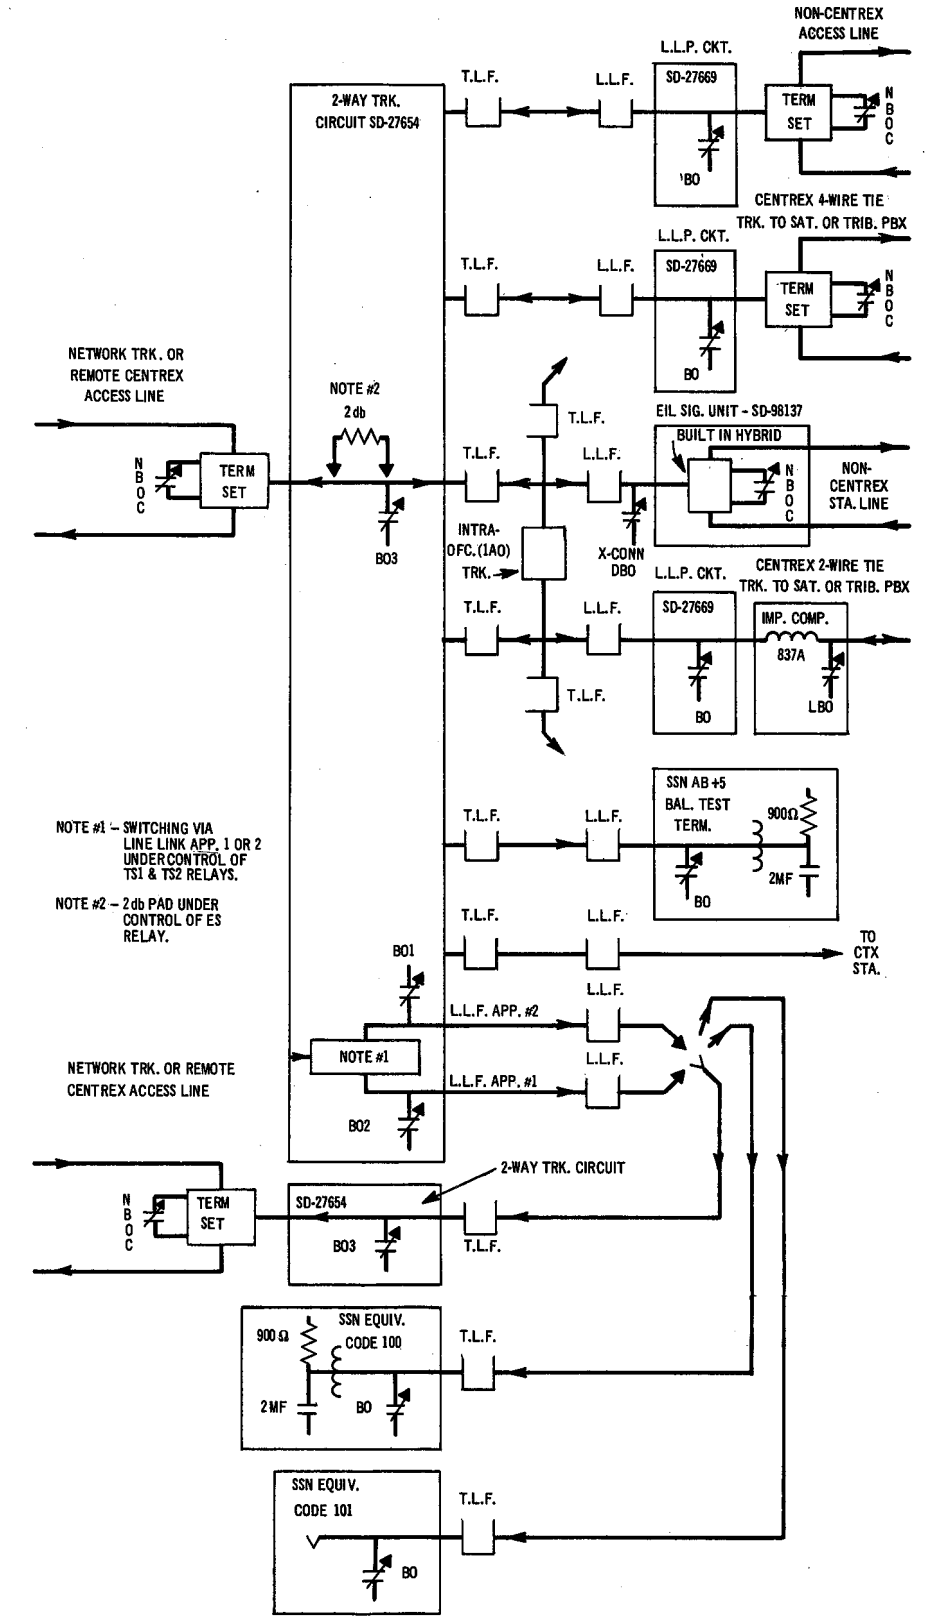 NON-CENTREX
ACCESS LINE
L.L.P. CKT.
T.L.F.
L.L.F.
SD-27669
2-WAY TRK.
CIRCUIT SD-27654
TERM
SET
N
B
O
C
BO
CENTREX 4-WIRE TIE
TRK. TO SAT. OR TRIB. PBX
L.L.P. CKT.
T.L.F.
L.L.F.
SD-27669
TERM
SET
N
B
O
C
BO
NETWORK TRK. OR
REMOTE CENTREX
ACCESS LINE
NOTE #2
2 db
T.L.F.
EIL SIG. UNIT - SD-98137
BUILT IN HYBRID
T.L.F.
L.L.F.
N
B
O
C
TERM
SET
N
B
O
C
NON-
CENTREX
STA. LINE
BO3
INTRA-
OFC.(1AO)
TRK.
X-CONN
DBO
CENTREX 2-WIRE TIE
TRK. TO SAT. OR TRIB. PBX
L.L.P. CKT.
T.L.F.
L.L.F.
SD-27669
IMP. COMP.
837A
BO
LBO
T.L.F.
SSN AB +5
BAL. TEST
TERM.
900Ω
T.L.F.
L.L.F.
2MF
BO
NOTE #1 - SWITCHING VIA
LINE LINK APP. 1 OR 2
UNDER CONTROL OF
TS1 & TS2 RELAYS.
NOTE #2 - 2 db PAD UNDER
CONTROL OF ES
RELAY.
T.L.F.
L.L.F.
TO
CTX
STA.
BO1
L.L.F. APP. #2
L.L.F.
NOTE #1
L.L.F. APP. #1
L.L.F.
BO2
NETWORK TRK. OR REMOTE
CENTREX ACCESS LINE
2-WAY TRK. CIRCUIT
N
B
O
C
TERM
SET
SD-27654
BO3
T.L.F.
SSN EQUIV.
CODE 100
900 Ω
T.L.F.
2 MF
BO
SSN EQUIV.
CODE 101
T.L.F.
BO